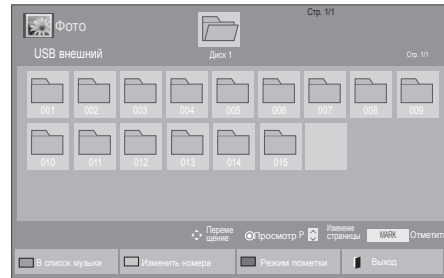 Стр. 1/1
Фото
USB внешний
Диск 1
Стр. 1/1
001 002 003 004 005 006 007 008 009
010 011 012 013 014 015
Переме
щение
Просмотр P
Изменение
страницы
MARK Отметить
В список музыки Изменить номера Режим пометки Выход